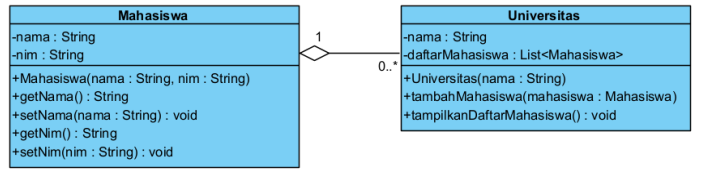 Mahasiswa
-nama : String
-nim : String
+Mahasiswa(nama : String, nim : String)
+getNama() : String
+setNama(nama : String) : void
+getNim() : String
+setNim(nim : String) : void
1
0..*
Universitas
-nama : String
-daftarMahasiswa : List<Mahasiswa>
+Universitas(nama : String)
+tambahMahasiswa(mahasiswa : Mahasiswa)
+tampilkanDaftarMahasiswa() : void